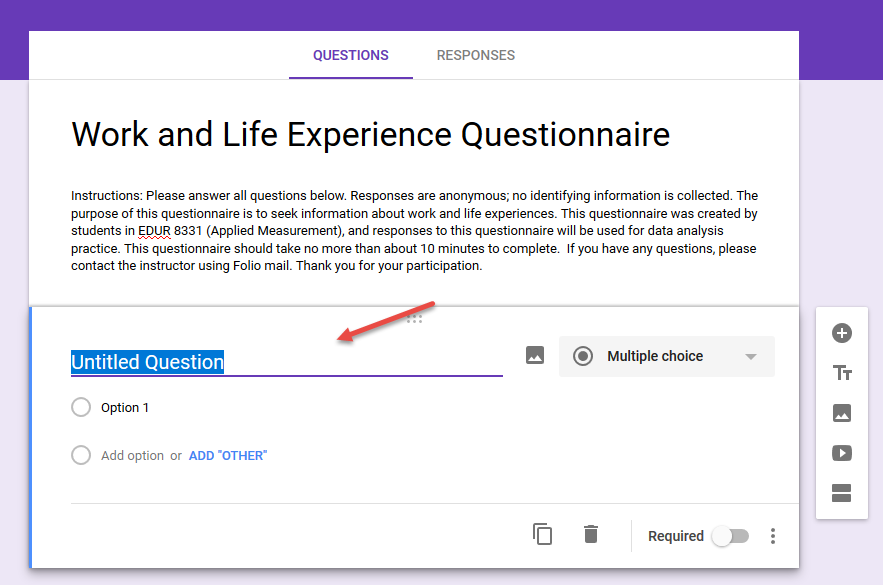 QUESTIONS RESPONSES
Work and Life Experience Questionnaire
Instructions: Please answer all questions below. Responses are anonymous; no identifying information is collected. The
purpose of this questionnaire is to seek information about work and life experiences. This questionnaire was created by
students in EDUR 8331 (Applied Measurement), and responses to this questionnaire will be used for data analysis
practice. This questionnaire should take no more than about 10 minutes to complete.  If you have any questions, please
contact the instructor using Folio mail. Thank you for your participation.
Untitled Question
Multiple choice
Option 1
Add option or ADD "OTHER"
Required